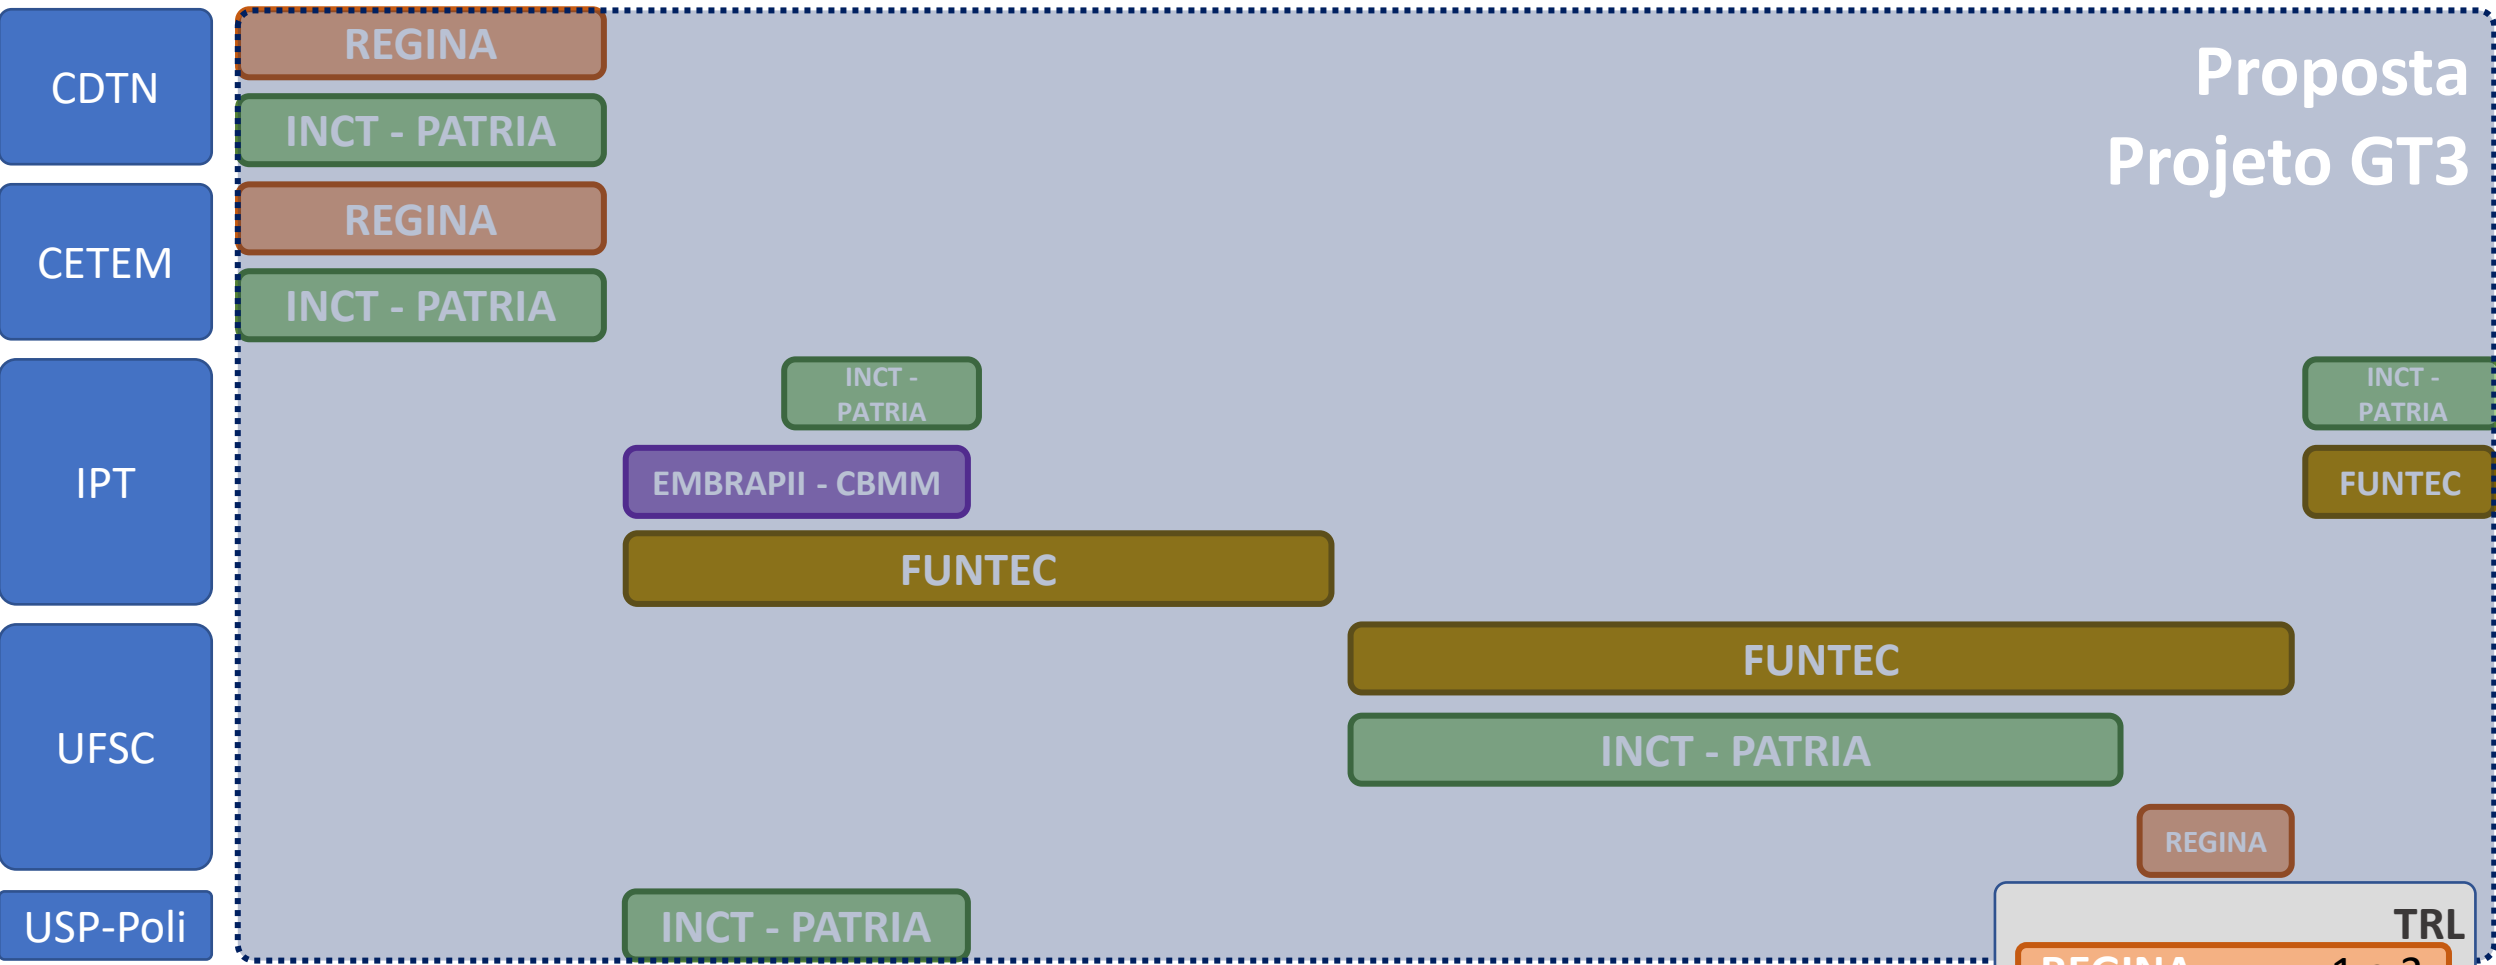 CDTN
REGINA
INCT - PATRIA
Proposta
Projeto GT3
CETEM
REGINA
INCT - PATRIA
IPT
INCT -
PATRIA
INCT -
PATRIA
EMBRAPII - CBMM
FUNTEC
FUNTEC
UFSC
FUNTEC
INCT - PATRIA
REGINA
USP-Poli
INCT - PATRIA
TRL
REGINA